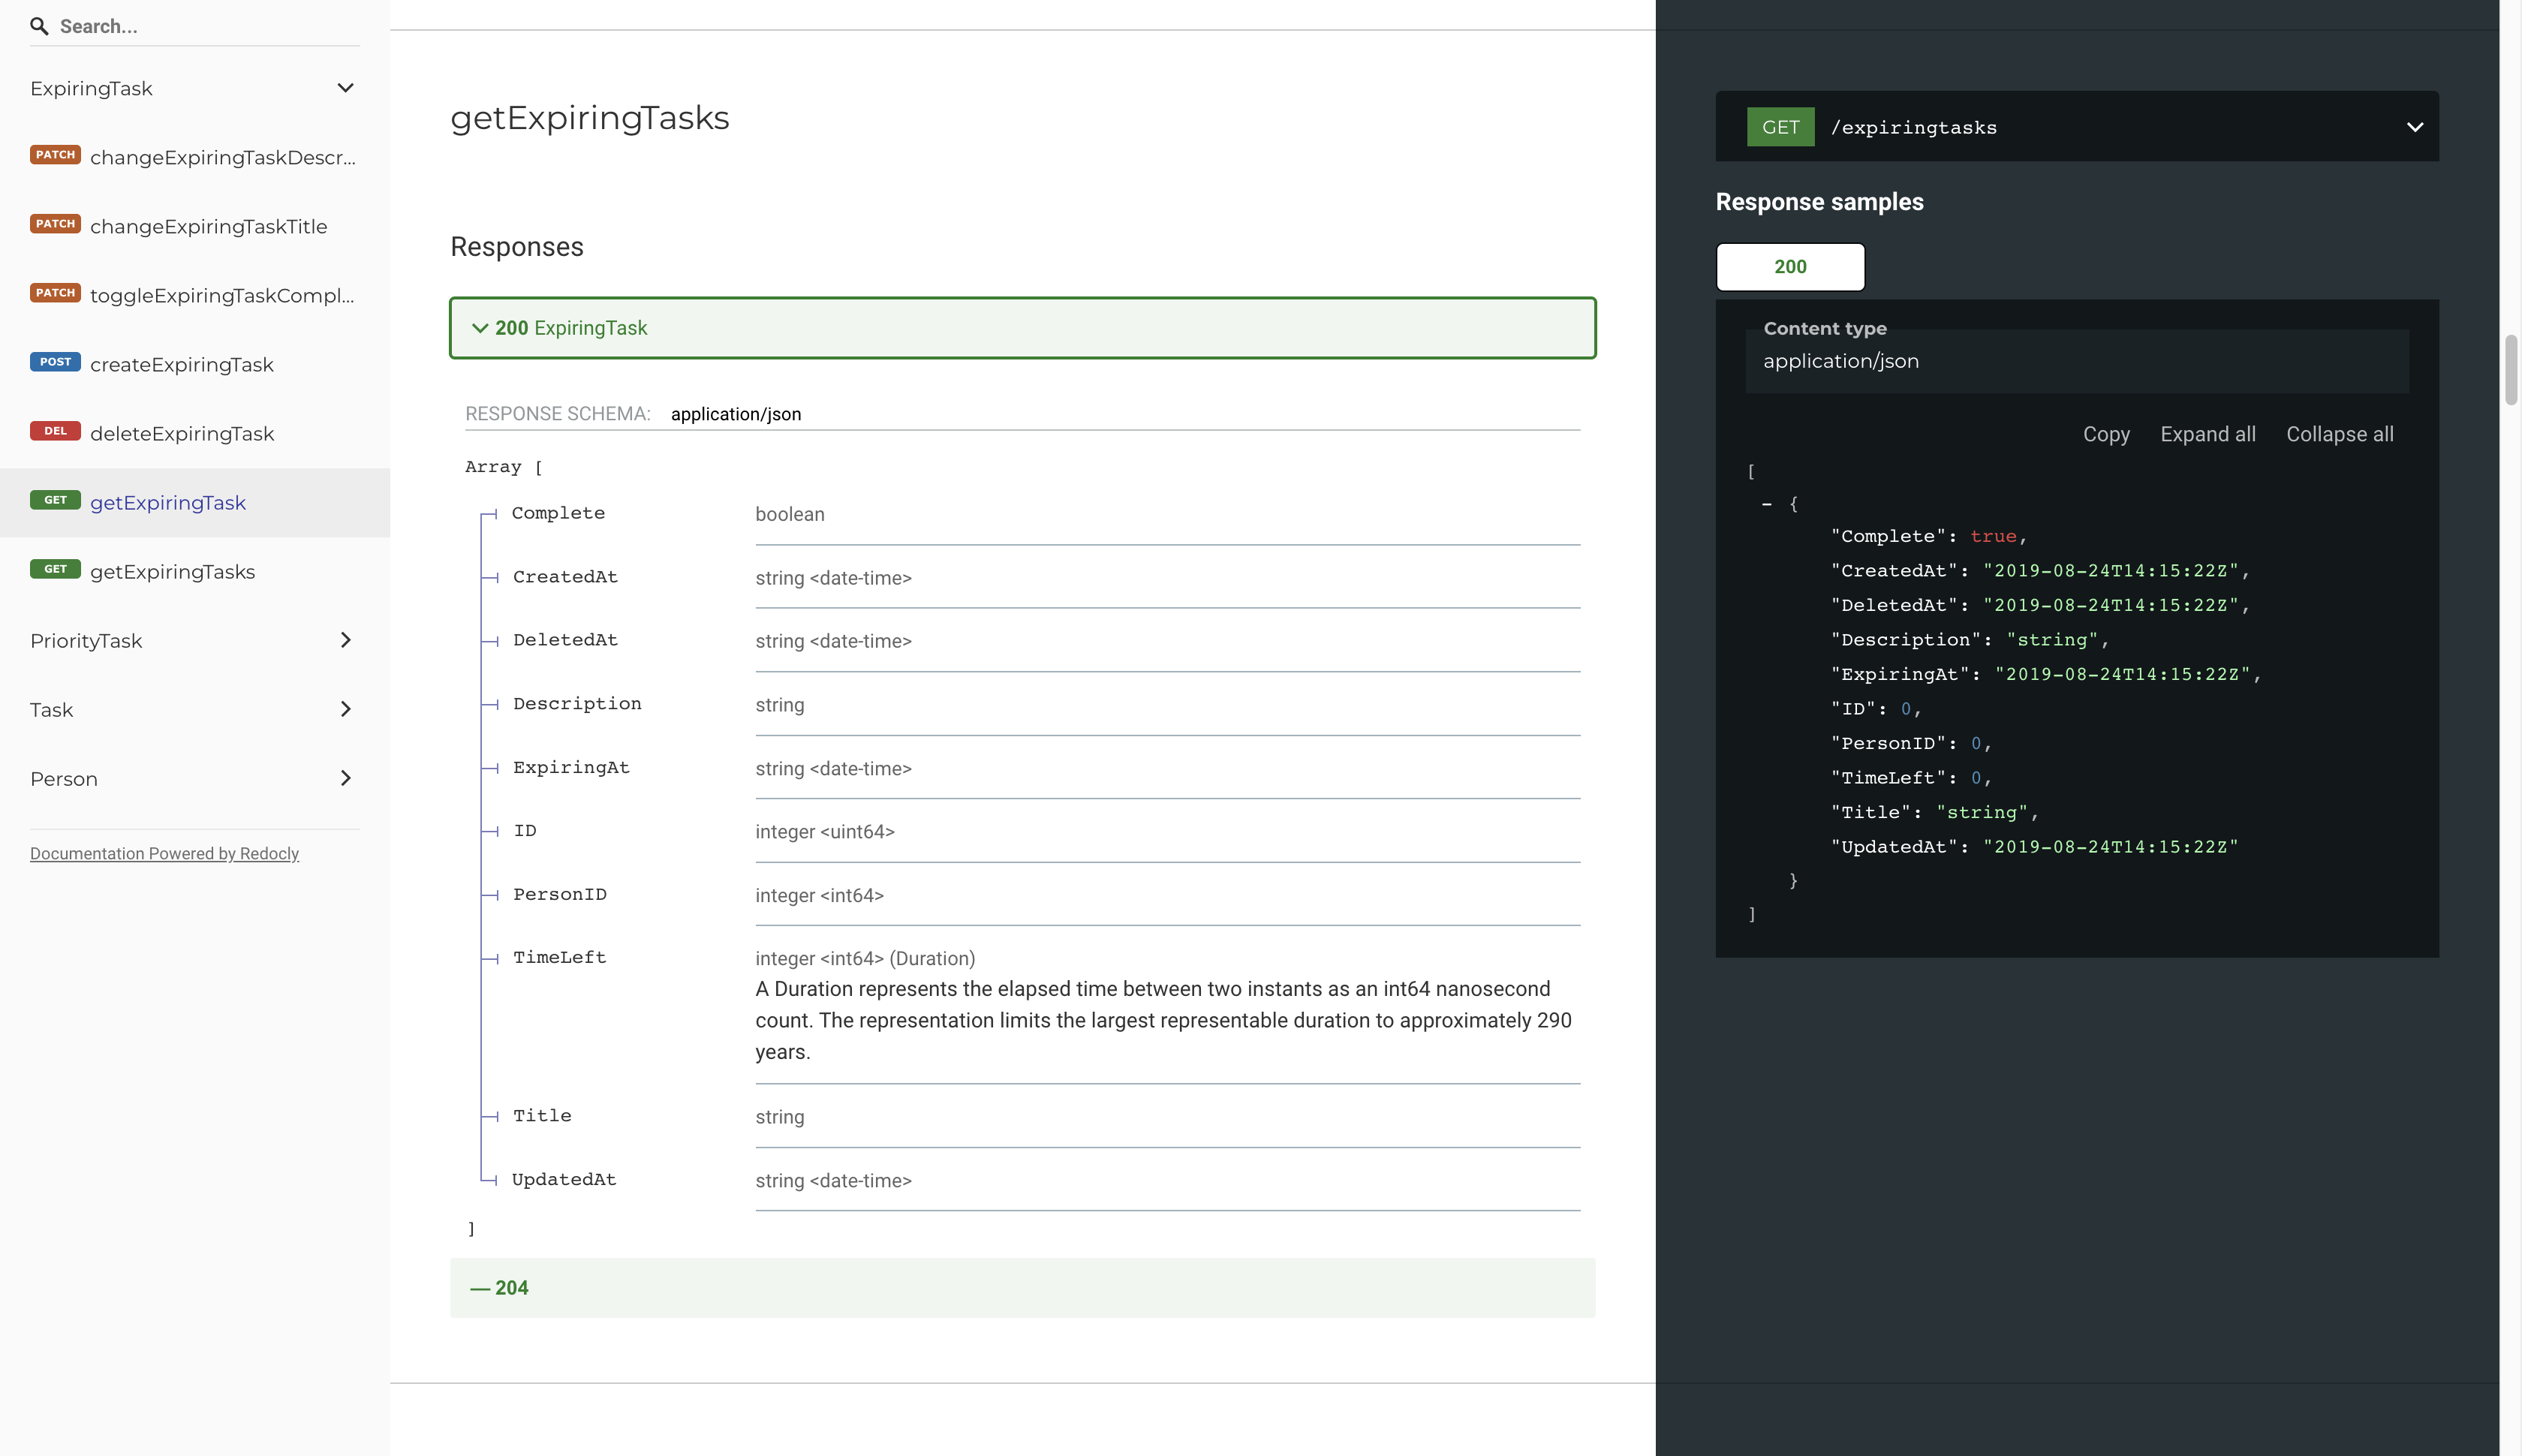 Search...
ExpiringTask
PATCH changeExpiringTaskDescr...
PATCH changeExpiringTaskTitle
PATCH toggleExpiringTaskCompl...
POST createExpiringTask
DEL deleteExpiringTask
GET getExpiringTask
GET getExpiringTasks
PriorityTask
Task
Person
Documentation Powered by Redocly
getExpiringTasks
Responses
200 ExpiringTask
RESPONSE SCHEMA: application/json
Array [
Complete boolean
CreatedAt string <date-time>
DeletedAt string <date-time>
Description string
ExpiringAt string <date-time>
ID integer <uint64>
PersonID integer <int64>
TimeLeft integer <int64> (Duration)
A Duration represents the elapsed time between two instants as an int64 nanosecond
count. The representation limits the largest representable duration to approximately 290
years.
Title string
UpdatedAt string <date-time>
]
— 204
GET /expiringtasks
Response samples
200
Content type
application/json
Copy Expand all Collapse all
[
- {
"Complete": true,
"CreatedAt": "2019-08-24T14:15:22Z",
"DeletedAt": "2019-08-24T14:15:22Z",
"Description": "string",
"ExpiringAt": "2019-08-24T14:15:22Z",
"ID": 0,
"PersonID": 0,
"TimeLeft": 0,
"Title": "string",
"UpdatedAt": "2019-08-24T14:15:22Z"
}
]